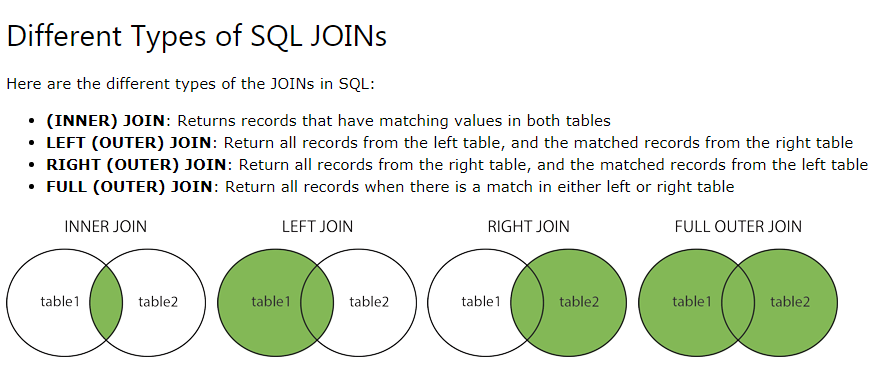 Different Types of SQL JOINs
Here are the different types of the JOINs in SQL:
• (INNER) JOIN: Returns records that have matching values in both tables
• LEFT (OUTER) JOIN: Return all records from the left table, and the matched records from the right table
• RIGHT (OUTER) JOIN: Return all records from the right table, and the matched records from the left table
• FULL (OUTER) JOIN: Return all records when there is a match in either left or right table
INNER JOIN LEFT JOIN RIGHT JOIN FULL OUTER JOIN
table1 table2 table1 table2 table1 table2 table1 table2